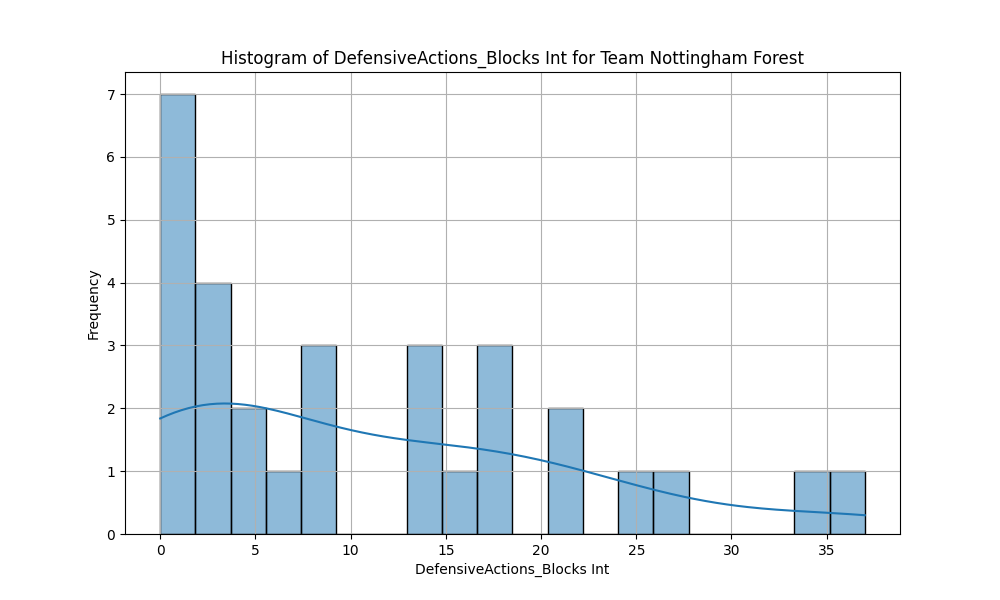 Histogram of DefensiveActions_Blocks Int for Team Nottingham Forest
7
6
5
4
3
2
1
0
Frequency
0 5 10 15 20 25 30 35
DefensiveActions_Blocks Int